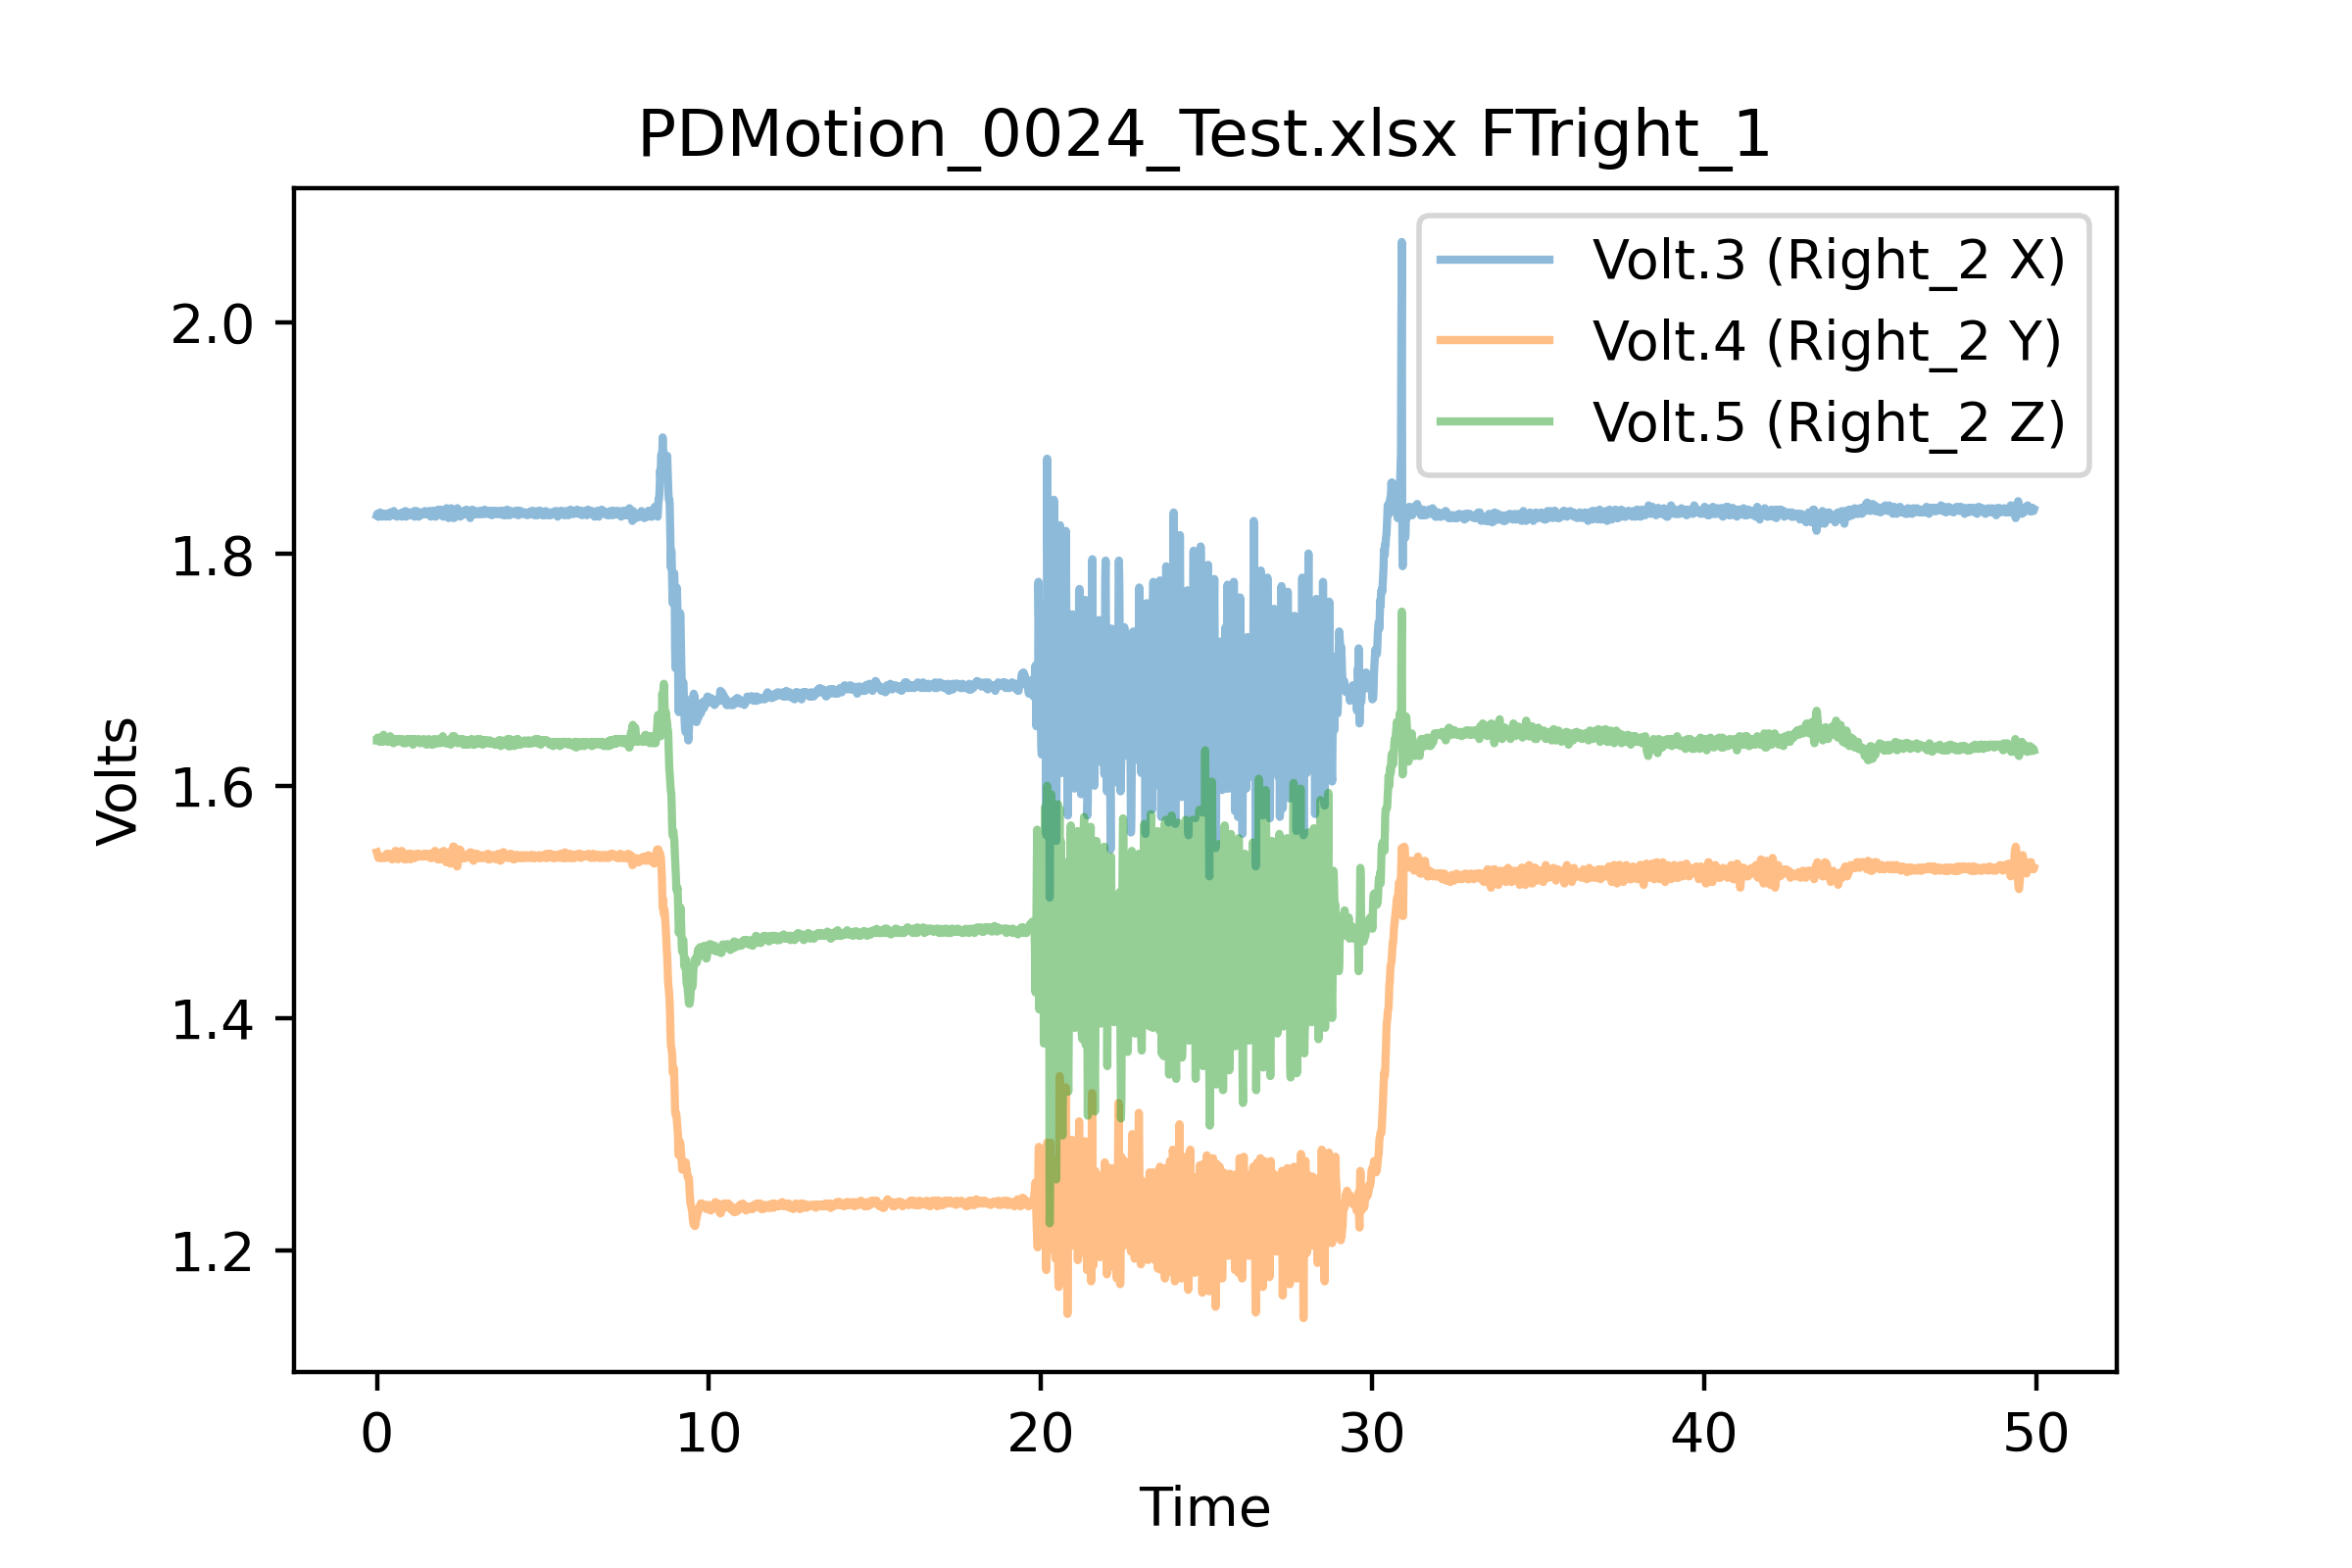 PDMotion_0024_Test.xlsx FTright_1
Volt.3 (Right_2 X)
Volt.4 (Right_2 Y)
Volt.5 (Right_2 Z)
Volts
2.0
1.8
1.6
1.4
1.2
0 10 20 30 40 50
Time